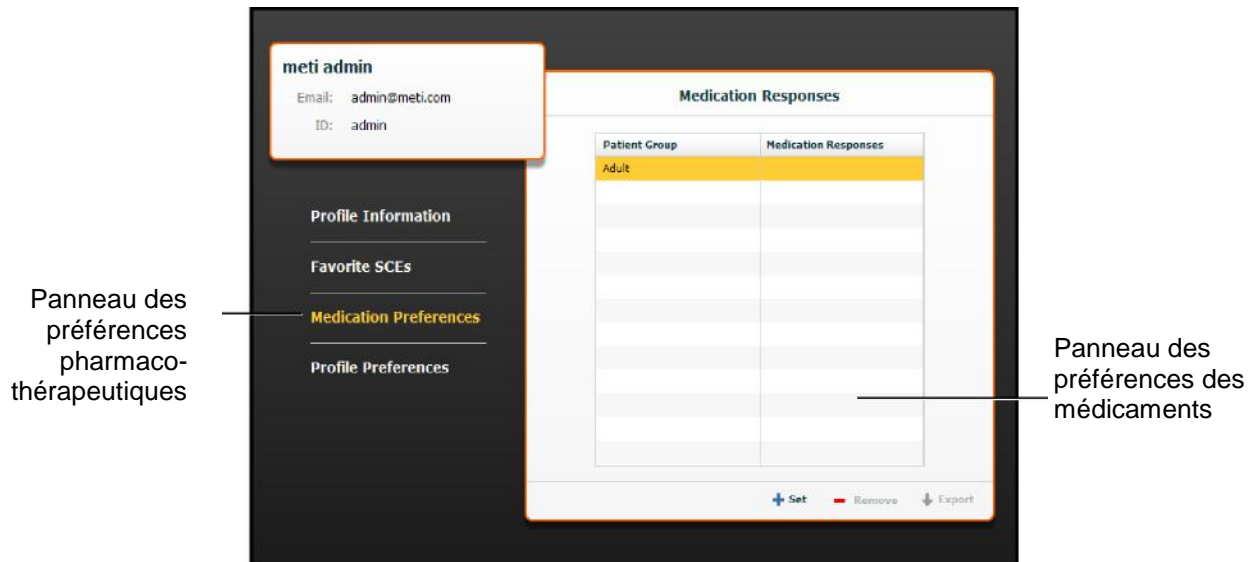 meti admin
Email: admin@meti.com
ID: admin
Profile Information
Favorite SCEs
Medication Preferences
Profile Preferences
Panneau des
préférences
pharmaco-
thérapeutiques
Medication Responses
Patient Group Medication Responses
Adult
Set Remove Export
Panneau des
préférences des
médicaments